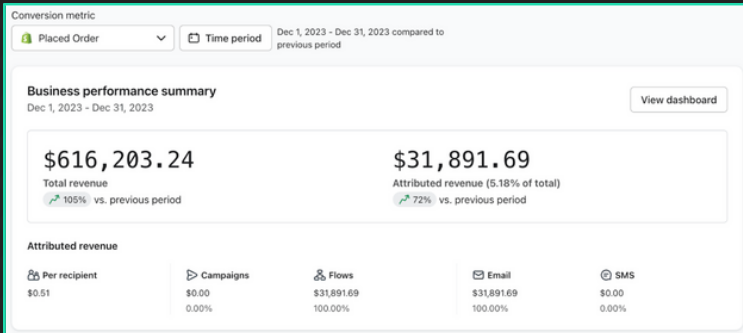 Conversion metric
Placed Order
Time period
Dec 1, 2023 - Dec 31, 2023 compared to
previous period
Business performance summary
Dec 1, 2023 - Dec 31, 2023
View dashboard
$616,203.24
Total revenue
105% vs. previous period
$31,891.69
Attributed revenue (5.18% of total)
72% vs. previous period
Attributed revenue
Per recipient
$0.51
Campaigns
$0.00
0.00%
Flows
$31,891.69
100.00%
Email
$31,891.69
100.00%
SMS
$0.00
0.00%